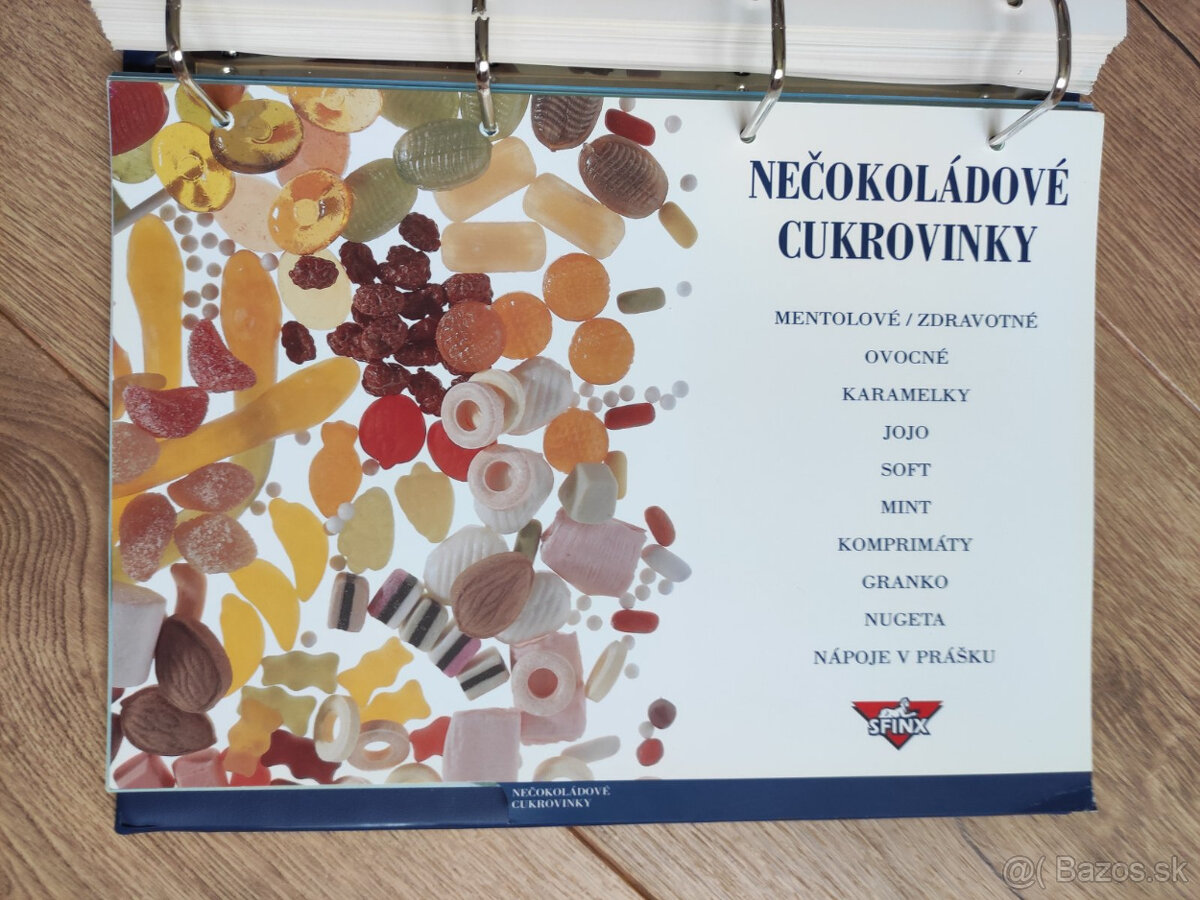 NEČOKOLÁDOVÉ
CUKROVINKY
MENTOLOVÉ / ZDRAVOTNÉ
OVOCNÉ
KARAMELKY
JOJO
SOFT
MINT
KOMPRIMÁTY
GRANKO
NUGETA
NÁPOJE V PRÁŠKU
SFINX
NEČOKOLÁDOVÉ
CUKROVINKY
@( Bazos.sk